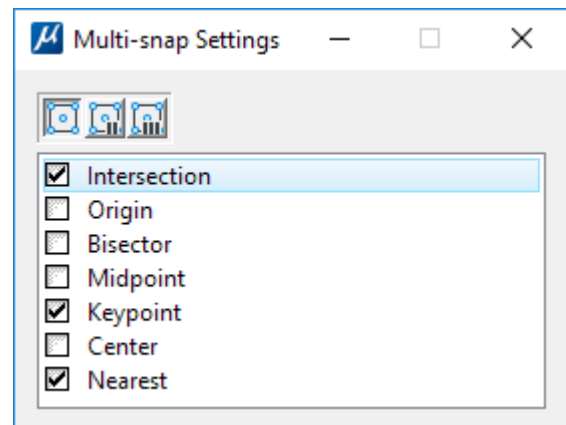 Multi-snap Settings
Intersection
Origin
Bisector
Midpoint
Keypoint
Center
Nearest